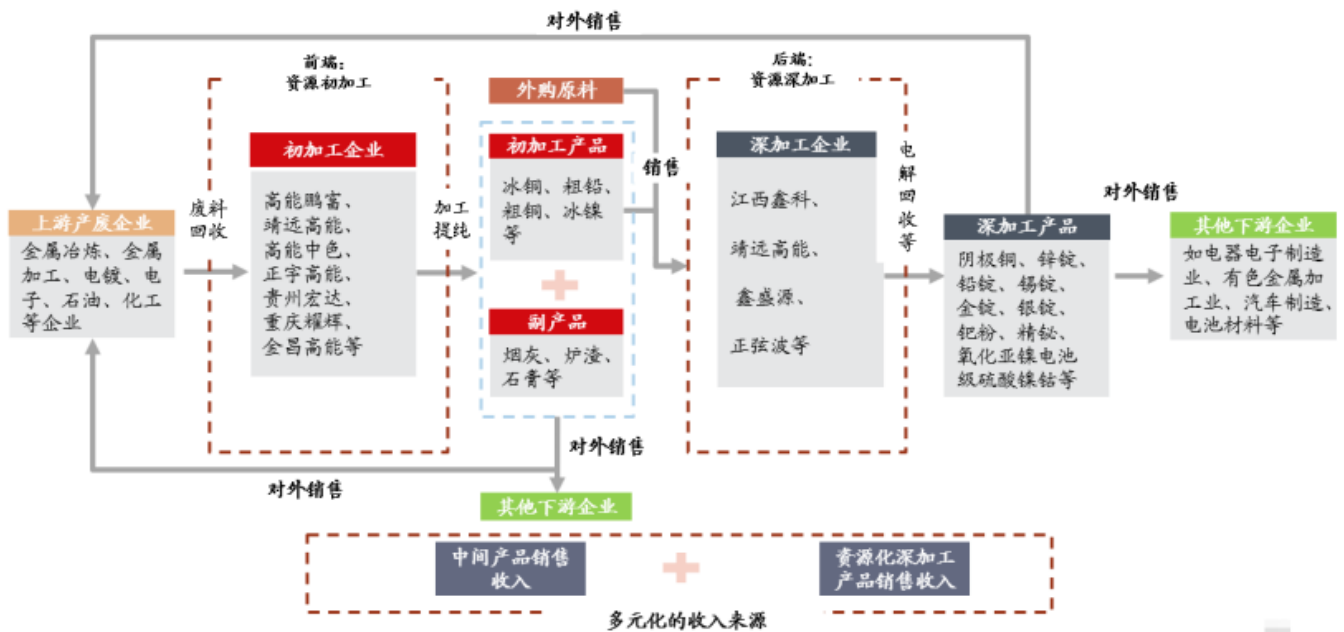 对外销售
前端：
资源初加工
后端：
资源深加工
外购原料
初加工企业
高能鹏富、
靖远高能、
高能中色、
正宇高能、
贵州宏达、
重庆耀辉、
金昌高能等
初加工产品
冰铜、粗铅、
粗铜、冰镍
等
副产品
烟灰、炉渣、
石膏等
销售
深加工企业
江西鑫科、
靖远高能、
鑫盛源、
正弦波等
电解回收等
上游产废企业
金属冶炼、金属
加工、电镀、电
子、石油、化工
等企业
废料
回收
加工
提纯
深加工产品
阴极铜、锌锭、
铅锭、锡锭、
金锭、银锭、
钯粉、精铋、
氧化亚镍电池
级硫酸镍钴等
对外销售
其他下游企业
如电器电子制造
业、有色金属加
工业、汽车制造、
电池材料等
对外销售
对外销售
其他下游企业
中间产品销售
收入
资源化深加工
产品销售收入
多元化的收入来源